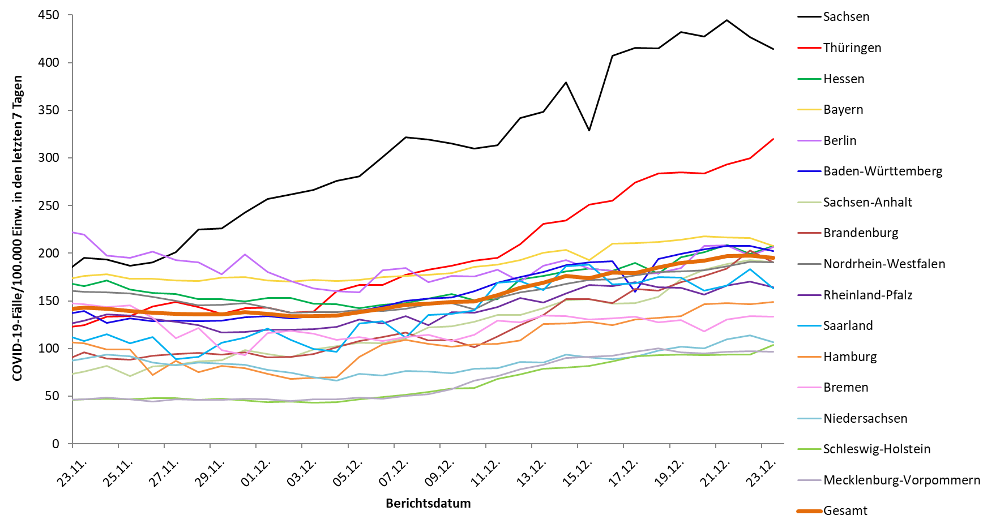 COVID-19-Fälle/100.000 Einw. in den letzten 7 Tagen
450
400
350
300
250
200
150
100
50
0
23.11.
25.11.
27.11.
29.11.
01.12.
03.12.
05.12.
07.12.
09.12.
11.12.
13.12.
15.12.
17.12.
19.12.
21.12.
23.12.
Berichtsdatum
Sachsen
Thüringen
Hessen
Bayern
Berlin
Baden-Württemberg
Sachsen-Anhalt
Brandenburg
Nordrhein-Westfalen
Rheinland-Pfalz
Saarland
Hamburg
Bremen
Niedersachsen
Schleswig-Holstein
Mecklenburg-Vorpommern
Gesamt